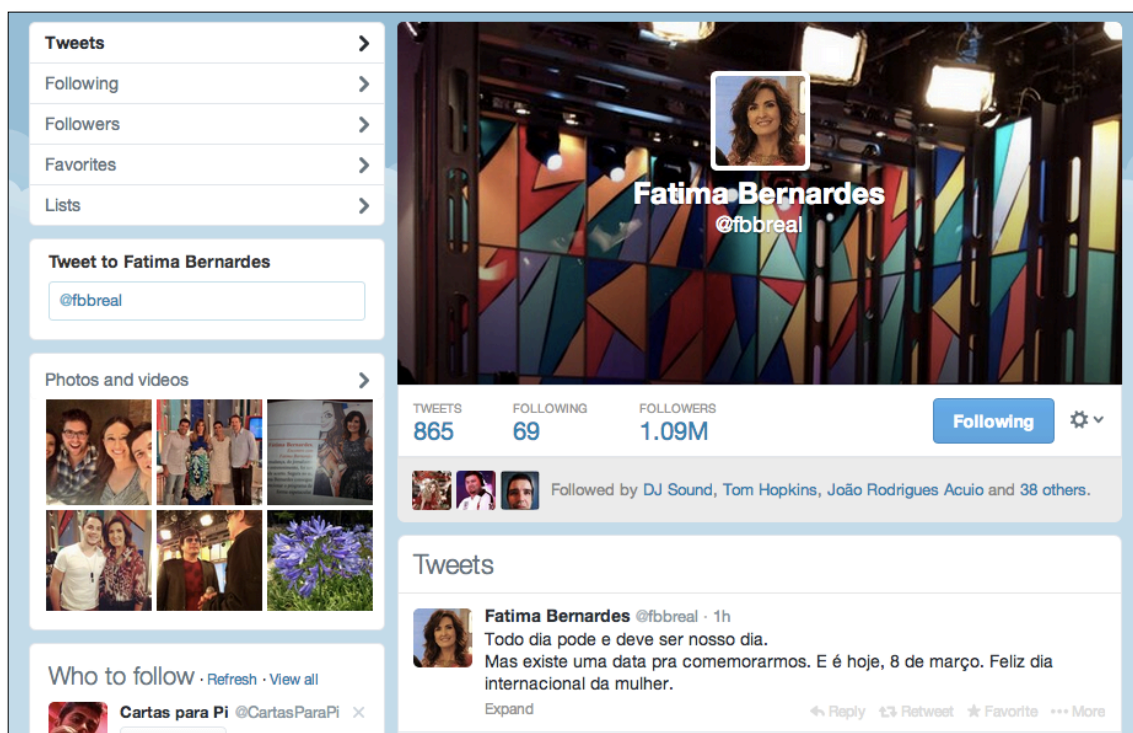 Tweets
Following
Followers
Favorites
Lists
Tweet to Fatima Bernardes
@fbbreal
Photos and videos
Who to follow · Refresh · View all
Cartas para Pi @CartasParaPi
Fatima Bernardes
@fbbreal
TWEETS FOLLOWING FOLLOWERS
865 69 1.09M
Following
Followed by DJ Sound, Tom Hopkins, João Rodrigues Acuio and 38 others.
Tweets
Fatima Bernardes @fbbreal · 1h
Todo dia pode e deve ser nosso dia.
Mas existe uma data pra comemorarmos. E é hoje, 8 de março. Feliz dia
internacional da mulher.
Expand Reply Retweet Favorite More